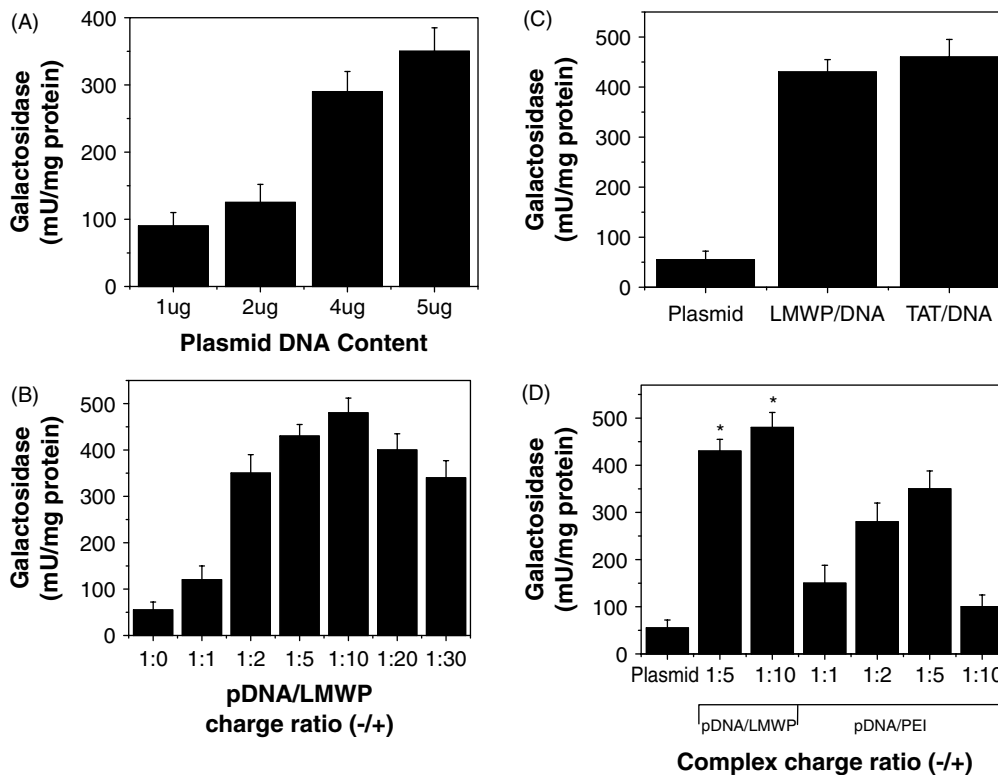 (A)
Galactosidase
(mU/mg protein)
400
300
200
100
0
1ug 2ug 4ug 5ug
Plasmid DNA Content
(B)
Galactosidase
(mU/mg protein)
500
400
300
200
100
0
1:0 1:1 1:2 1:5 1:10 1:20 1:30
pDNA/LMWP
charge ratio (-/+)
(C)
Galactosidase
(mU/mg protein)
500
400
300
200
100
0
Plasmid LMWP/DNA TAT/DNA
(D)
Galactosidase
(mU/mg protein)
500
400
300
200
100
0
* *
Plasmid 1:5 1:10 1:1 1:2 1:5 1:10
pDNA/LMWP pDNA/PEI
Complex charge ratio (-/+)